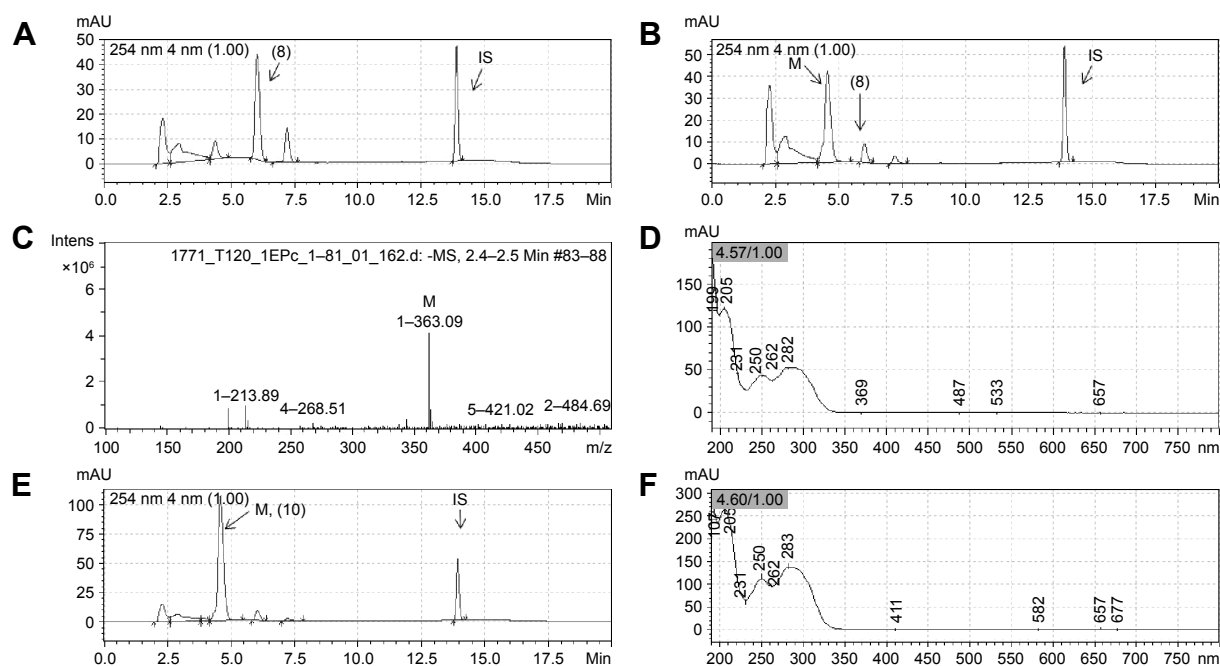 A
mAU
254 nm 4 nm (1.00)
(8)
IS
50
40
30
20
10
0
0.0 2.5 5.0 7.5 10.0 12.5 15.0 17.5 Min
B
mAU
254 nm 4 nm (1.00)
M
(8)
IS
50
40
30
20
10
0
0.0 2.5 5.0 7.5 10.0 12.5 15.0 17.5 Min
C
Intens
×10⁶
1771_T120_1EPc_1–81_01_162.d: -MS, 2.4–2.5 Min #83–88
M
1–363.09
1–213.89
4–268.51
5–421.02
2–484.69
6
4
2
0
100 150 200 250 300 350 400 450 m/z
D
mAU
4.57/1.00
199
205
231
250
262
282
369
487
533
657
150
100
50
0
200 250 300 350 400 450 500 550 600 650 700 750 nm
E
mAU
254 nm 4 nm (1.00)
M, (10)
IS
100
75
50
25
0
0.0 2.5 5.0 7.5 10.0 12.5 15.0 17.5 Min
F
mAU
4.60/1.00
205
231
250
262
283
411
582
657
677
300
250
200
150
100
50
0
200 250 300 350 400 450 500 550 600 650 700 750 nm